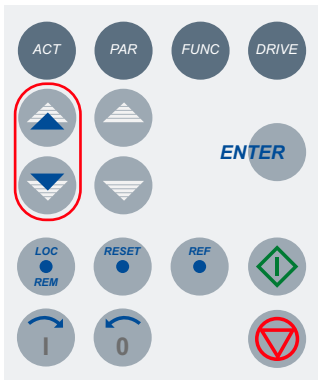 ACT PAR FUNC DRIVE
ENTER
LOC RESET REF
REM
I 0